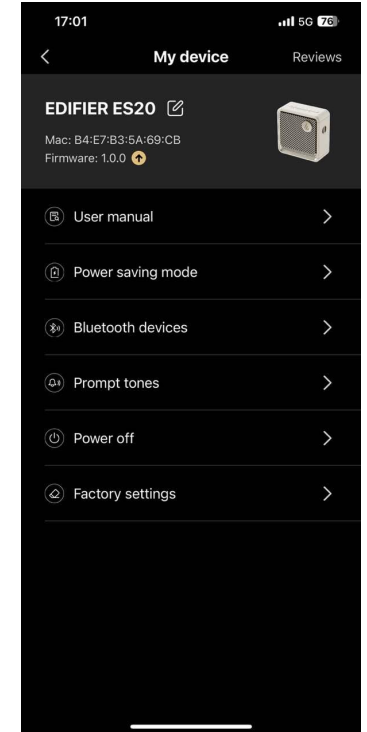 17:01
5G 76
My device
Reviews
EDIFIER ES20
Mac: B4:E7:B3:5A:69:CB
Firmware: 1.0.0
User manual
Power saving mode
Bluetooth devices
Prompt tones
Power off
Factory settings